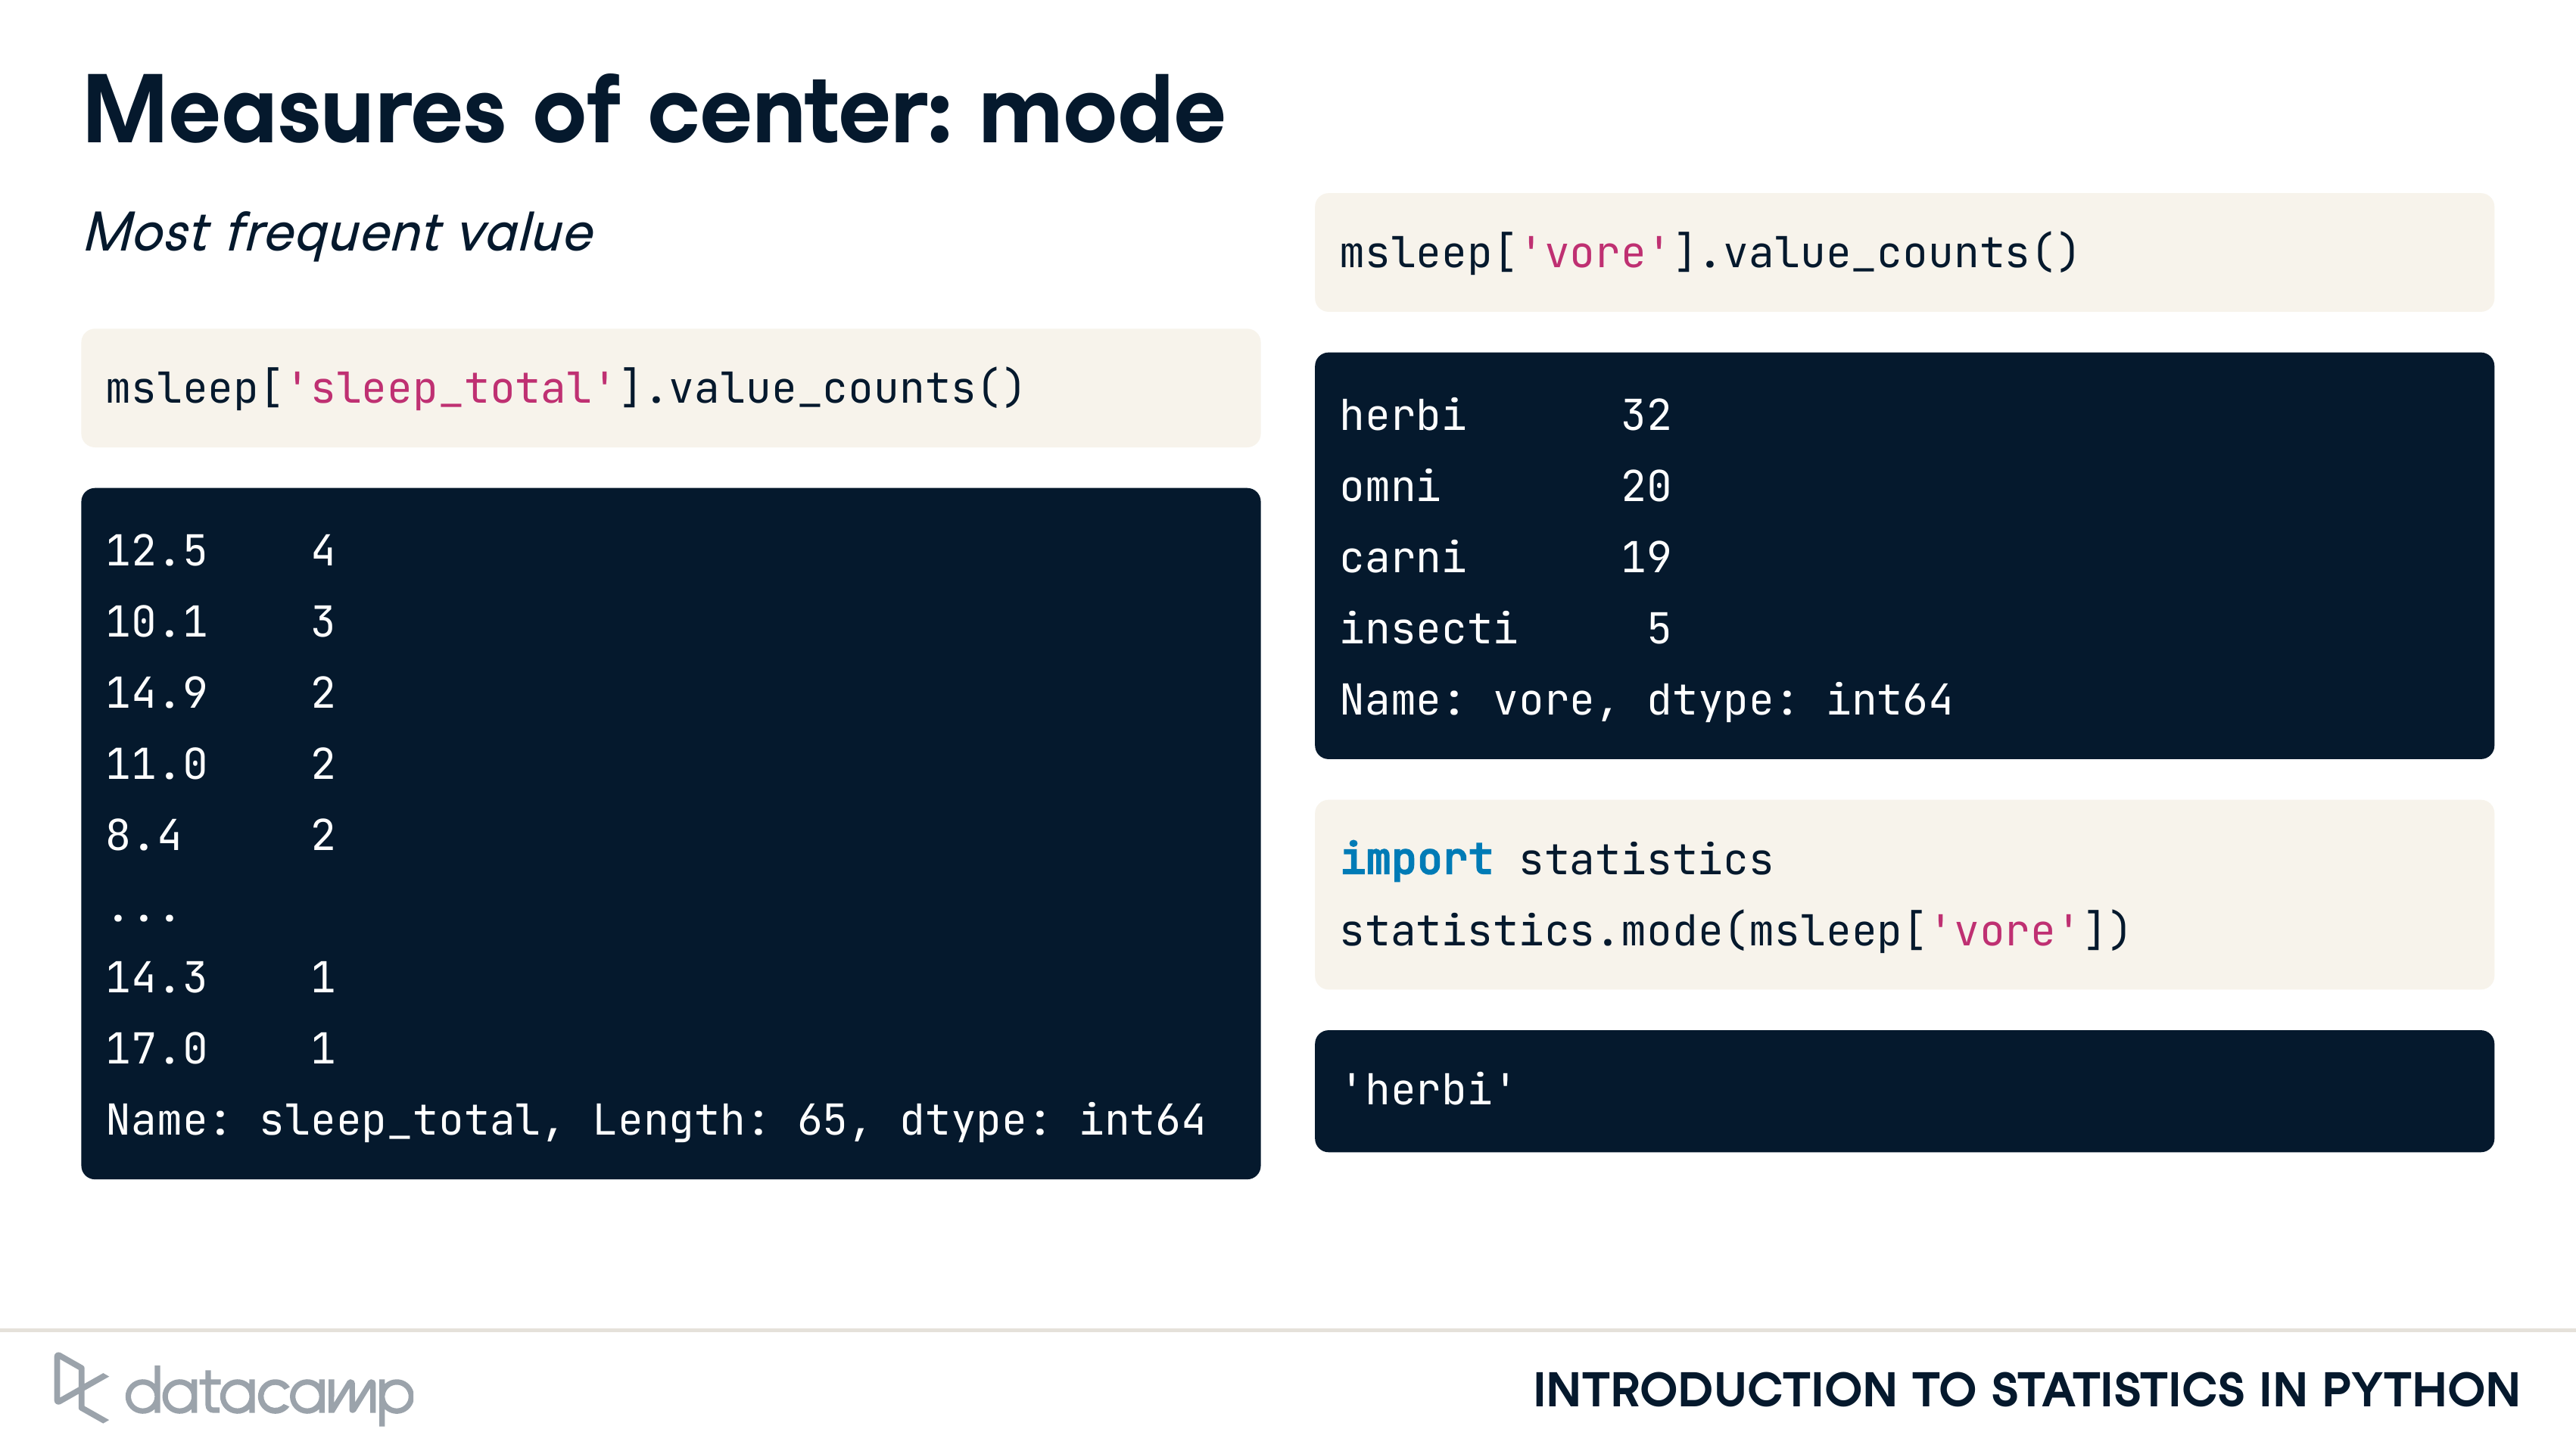 Measures of center: mode
Most frequent value
msleep['sleep_total'].value_counts()
12.5    4
10.1    3
14.9    2
11.0    2
8.4     2
...
14.3    1
17.0    1
Name: sleep_total, Length: 65, dtype: int64
msleep['vore'].value_counts()
herbi      32
omni       20
carni      19
insecti     5
Name: vore, dtype: int64
import statistics
statistics.mode(msleep['vore'])
'herbi'
datacamp
INTRODUCTION TO STATISTICS IN PYTHON